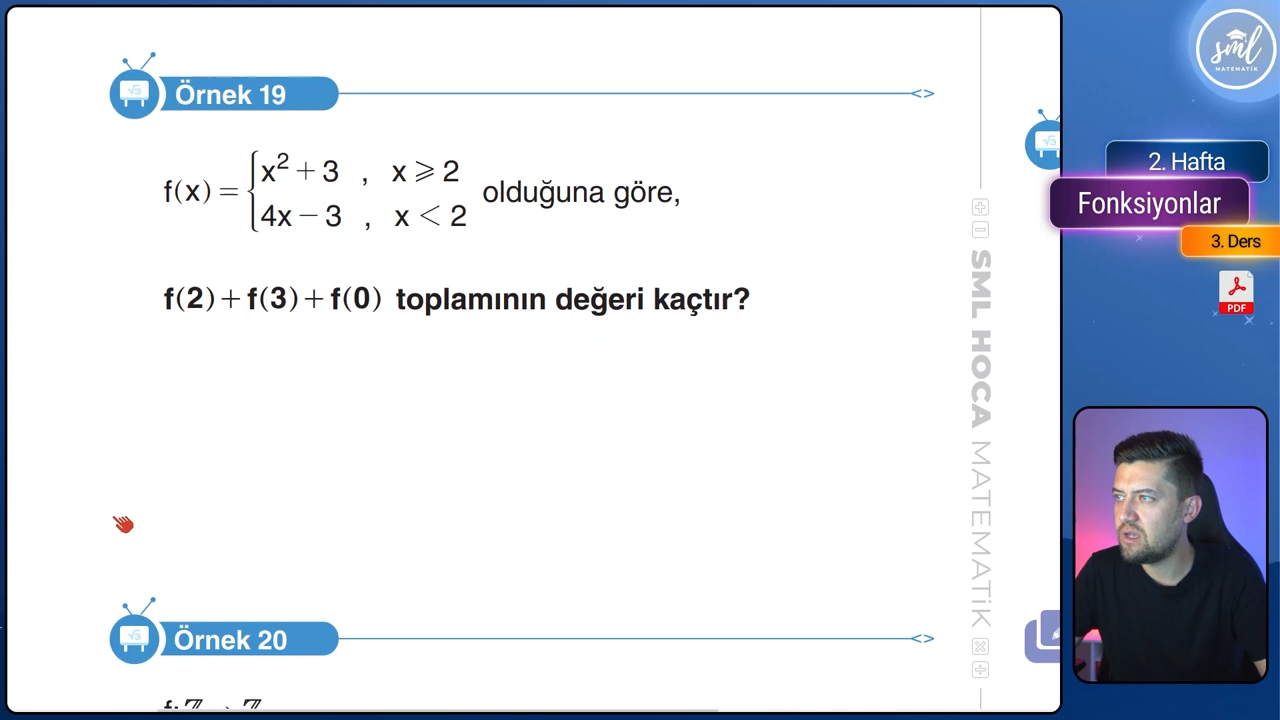 Örnek 19
<>
f(x) = { x² + 3 , x ⩾ 2
4x − 3 , x < 2 olduğuna göre,
f(2) + f(3) + f(0) toplamının değeri kaçtır?
Örnek 20
<>
SML HOCA MATEMATİK
sml
MATEMATİK
2. Hafta
Fonksiyonlar
3. Ders
PDF